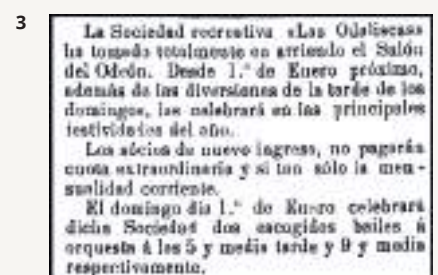 3
La Sociedad recreativa «Las Odaliscas»
ha tomado totalmente en arriendo el Salón
del Odeón. Desde 1.° de Enero próximo,
además de las diversiones de la tarde de los
domingos, las celebrará en las principales
festividades del año.
Los sócios de nuevo ingreso, no pagarán
cuota extraordinaria y si tan sólo la men-
sualidad corriente.
El domingo dia 1.° de Enero celebrará
dicha Sociedad dos escogidos bailes á
orquesta á las 5 y media tarde y 9 y media
respectivamente.